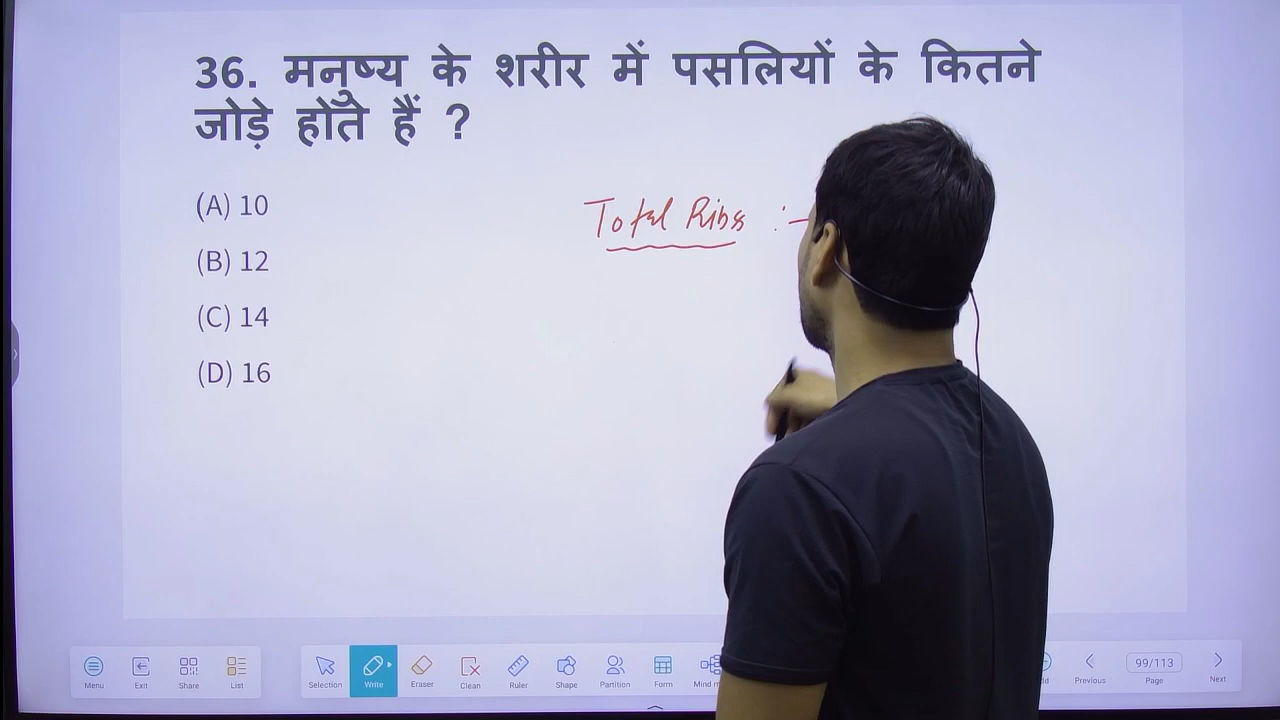 36. मनुष्य के शरीर में पसलियों के कितने
जोड़े होते हैं ?
(A) 10
Total Ribs :-
(B) 12
(C) 14
(D) 16
Menu
Exit
Share
List
Selection
Write
Eraser
Clean
Ruler
Shape
Partition
Form
Previous
99/113
Page
Next